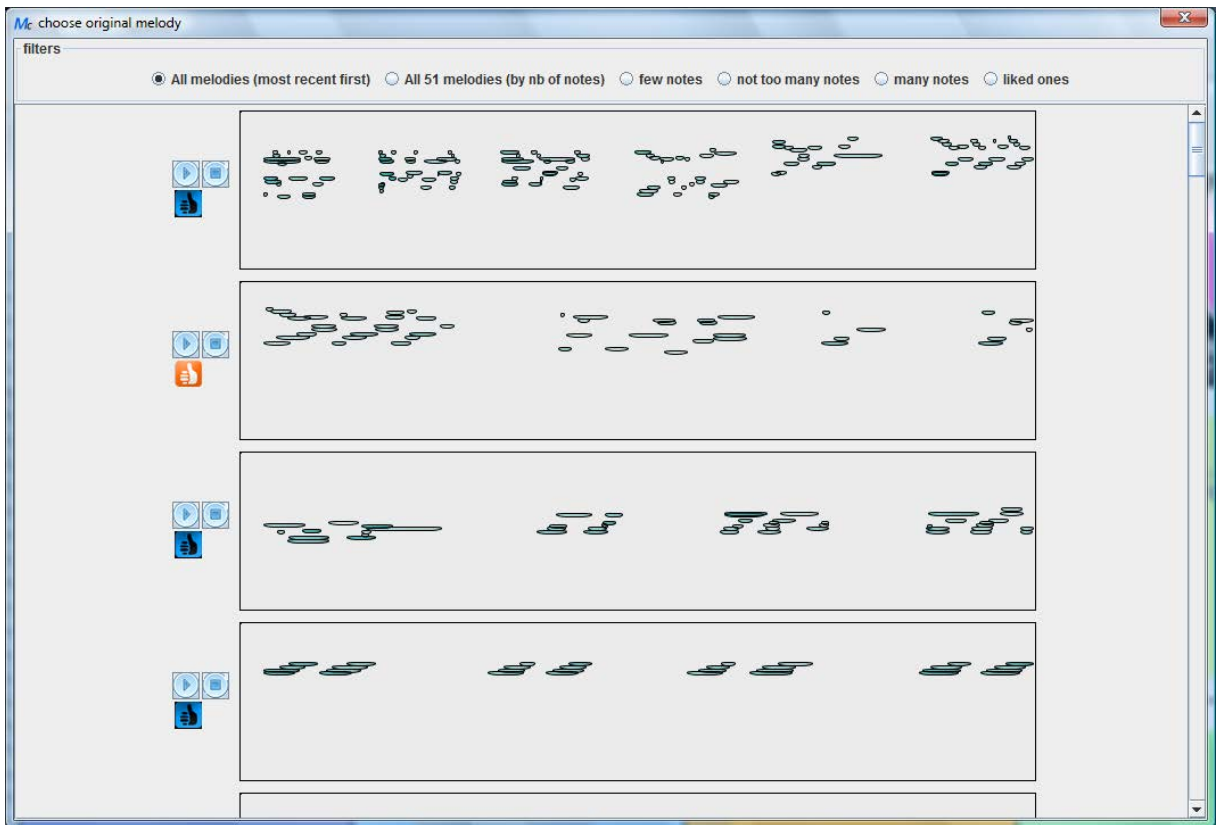 Mc choose original melody
filters
All melodies (most recent first) All 51 melodies (by nb of notes) few notes not too many notes many notes liked ones